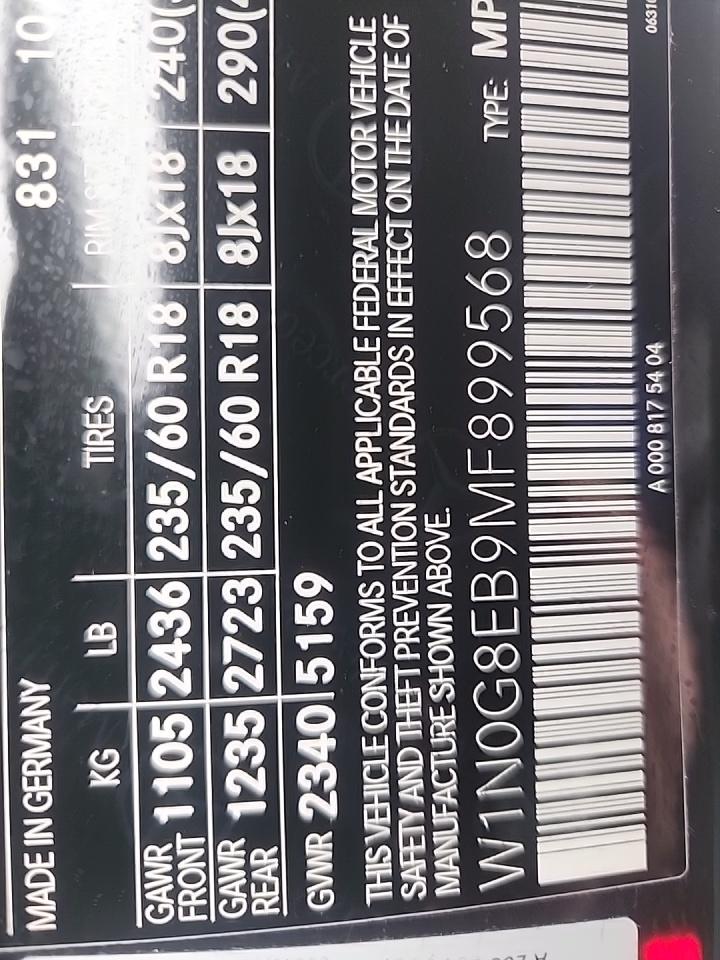 MADE IN GERMANY 831 10
KG LB TIRES RIM
GAWR FRONT 1105 2436 235/60 R18 8Jx18 240(
GAWR REAR 1235 2723 235/60 R18 8Jx18 290(
GVWR 2340 5159
THIS VEHICLE CONFORMS TO ALL APPLICABLE FEDERAL MOTOR VEHICLE
SAFETY AND THEFT PREVENTION STANDARDS IN EFFECT ON THE DATE OF
MANUFACTURE SHOWN ABOVE.
W1N0G8EB9MF899568 TYPE: MP
A 000 817 54 04